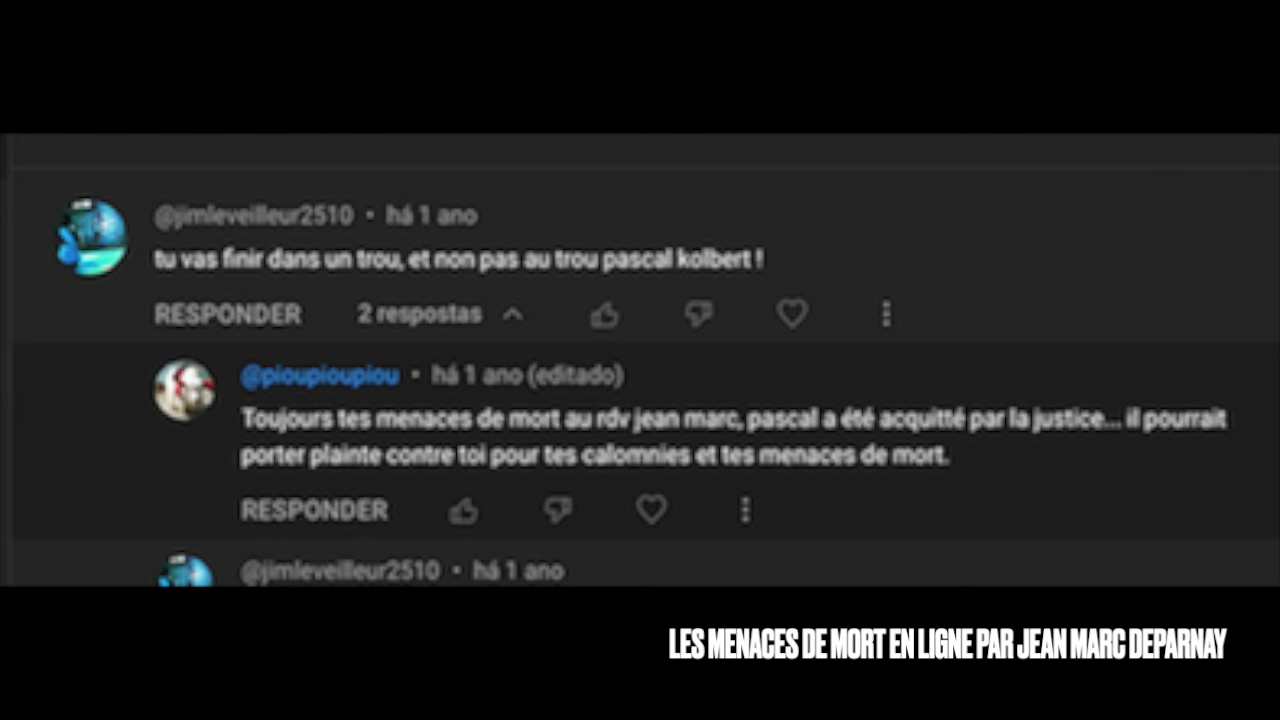 @jimleveilleur2510 • há 1 ano
tu vas finir dans un trou, et non pas au trou pascal kolbert !
RESPONDER 2 respostas
@pioupioupiou • há 1 ano (editado)
Toujours tes menaces de mort au rdv jean marc, pascal a été acquitté par la justice... il pourrait
porter plainte contre toi pour tes calomnies et tes menaces de mort.
RESPONDER
@jimleveilleur2510 • há 1 ano
LES MENACES DE MORT EN LIGNE PAR JEAN MARC DEPARNAY